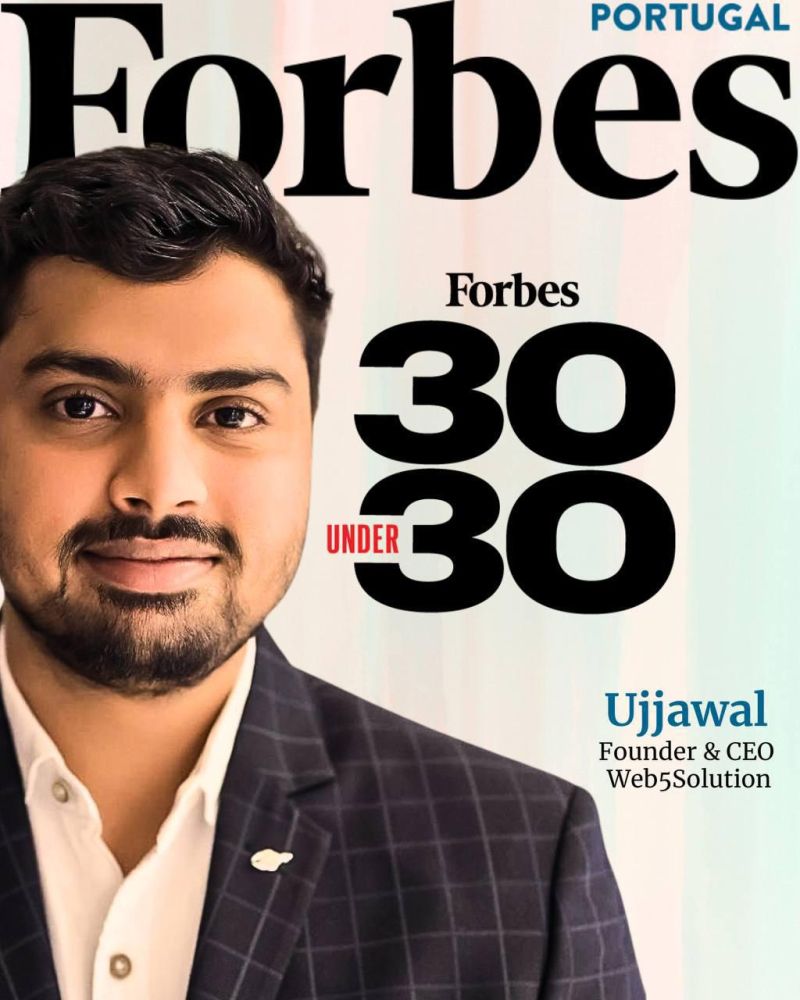 PORTUGAL
Forbes
Forbes
30
UNDER 30
Ujjawal
Founder & CEO
Web5Solution